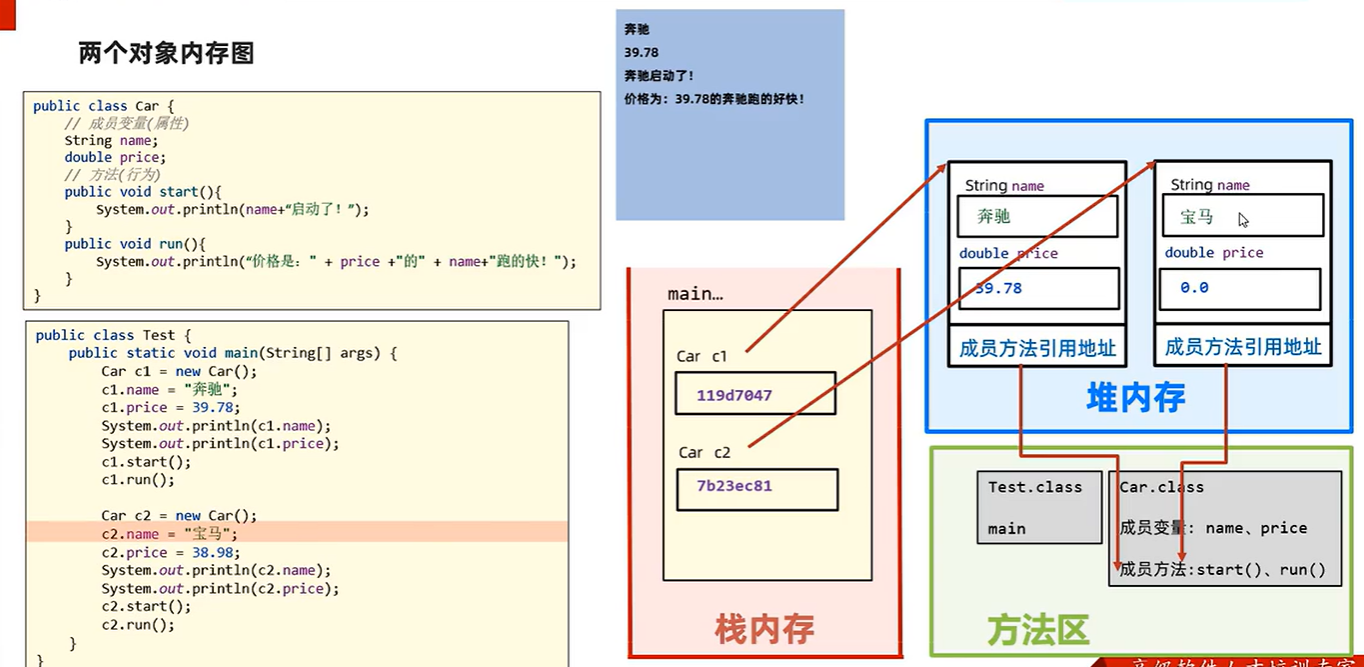 两个对象内存图
public class Car {
// 成员变量(属性)
String name;
double price;
// 方法(行为)
public void start(){
System.out.println(name+“启动了！”);
}
public void run(){
System.out.println(“价格是：" + price +"的" + name+"跑的快！");
}
}
public class Test {
public static void main(String[] args) {
Car c1 = new Car();
c1.name = "奔驰";
c1.price = 39.78;
System.out.println(c1.name);
System.out.println(c1.price);
c1.start();
c1.run();
Car c2 = new Car();
c2.name = "宝马";
c2.price = 38.98;
System.out.println(c2.name);
System.out.println(c2.price);
c2.start();
c2.run();
}
}
奔驰
39.78
奔驰启动了！
价格为：39.78的奔驰跑的好快！
main…
Car c1
119d7047
Car c2
7b23ec81
栈内存
String name
奔驰
double price
39.78
成员方法引用地址
String name
宝马
double price
0.0
成员方法引用地址
堆内存
Test.class
main
Car.class
成员变量：name、price
成员方法:start()、run()
方法区
高级软件人才培训专家